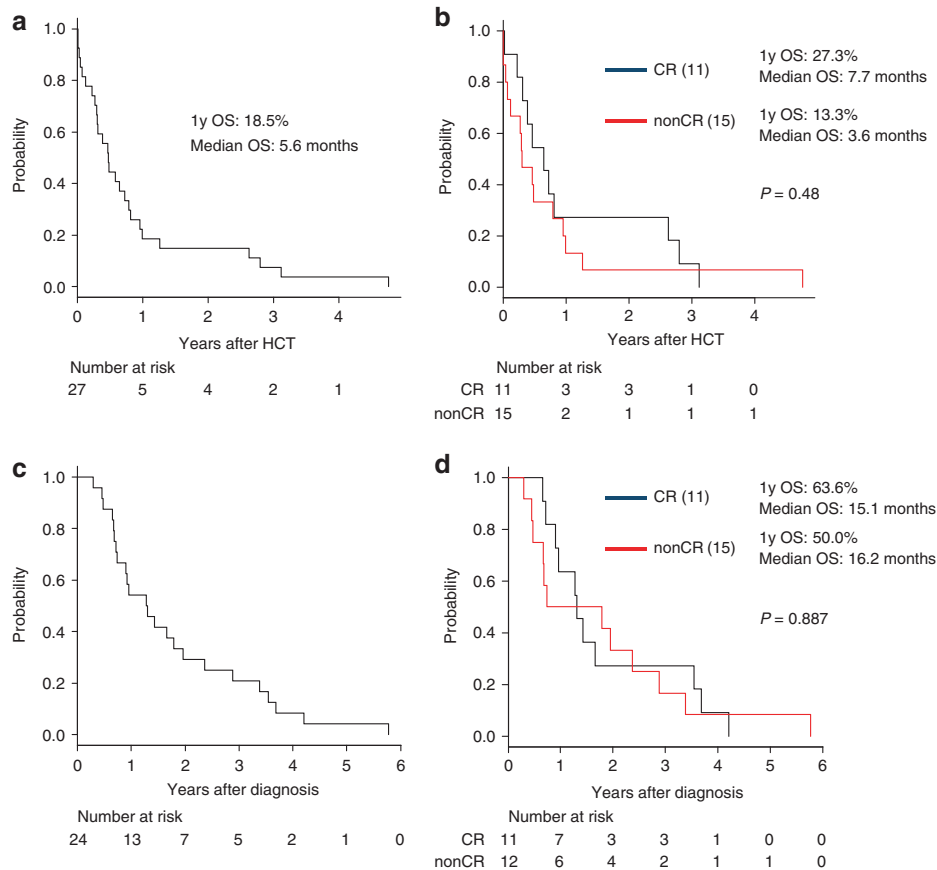 a
1.0
0.8
0.6
0.4
0.2
0.0
Probability
1y OS: 18.5%
Median OS: 5.6 months
0 1 2 3 4
Years after HCT
Number at risk
27 5 4 2 1
b
1.0
0.8
0.6
0.4
0.2
0.0
Probability
CR (11)
1y OS: 27.3%
Median OS: 7.7 months
nonCR (15)
1y OS: 13.3%
Median OS: 3.6 months
P = 0.48
0 1 2 3 4
Years after HCT
Number at risk
CR 11 3 3 1 0
nonCR 15 2 1 1 1
c
1.0
0.8
0.6
0.4
0.2
0.0
Probability
0 1 2 3 4 5 6
Years after diagnosis
Number at risk
24 13 7 5 2 1 0
d
1.0
0.8
0.6
0.4
0.2
0.0
Probability
CR (11)
1y OS: 63.6%
Median OS: 15.1 months
nonCR (15)
1y OS: 50.0%
Median OS: 16.2 months
P = 0.887
0 1 2 3 4 5 6
Years after diagnosis
Number at risk
CR 11 7 3 3 1 0 0
nonCR 12 6 4 2 1 1 0